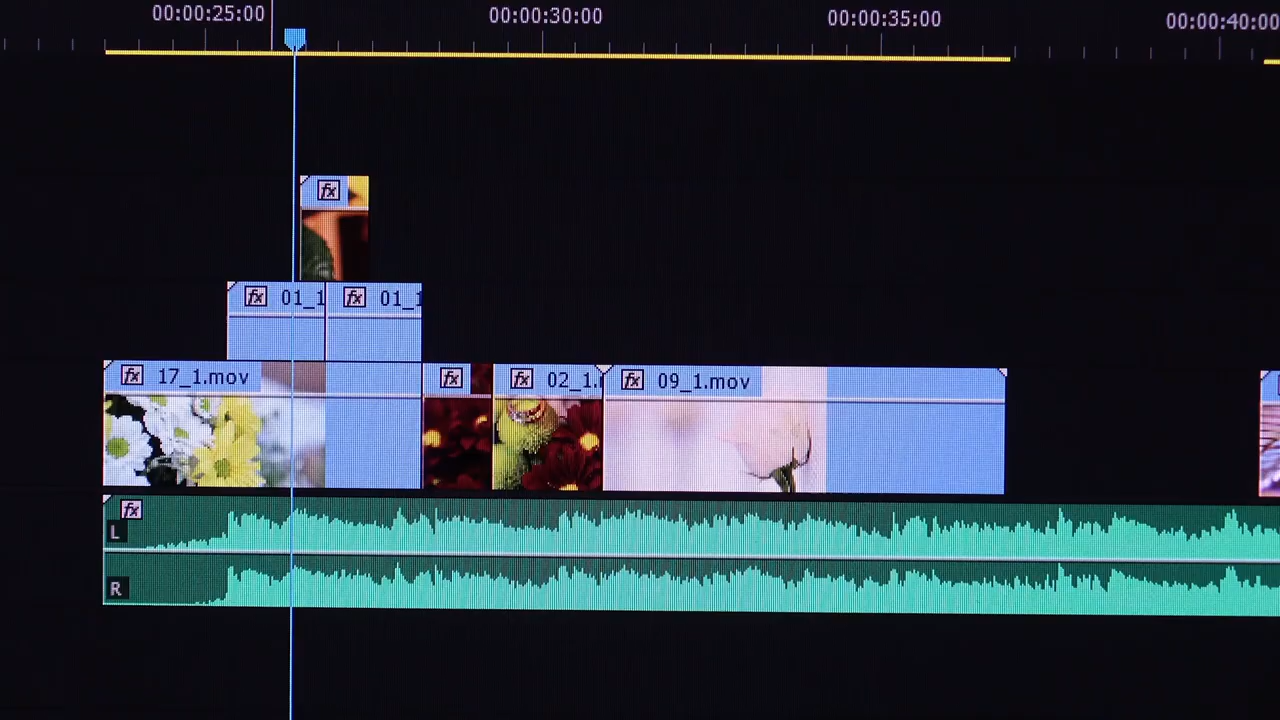 00:00:25:00 00:00:30:00 00:00:35:00 00:00:40:00
fx
fx 01_1 fx 01_1
fx 17_1.mov fx fx 02_1.r fx 09_1.mov
fx
L
R